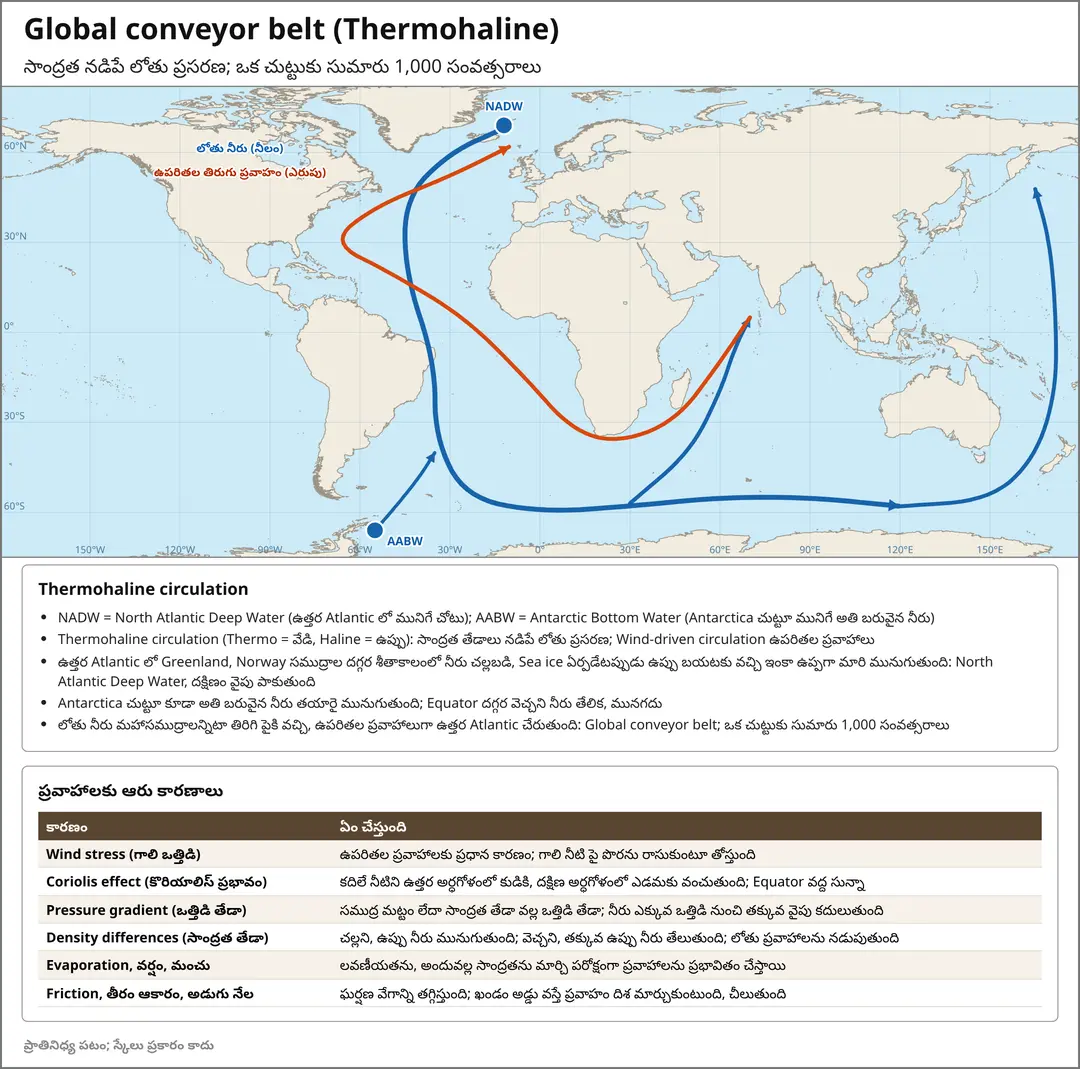 Global conveyor belt (Thermohaline)
సాంద్రత నడిపే లోతు ప్రసరణ; ఒక చుట్టుకు సుమారు 1,000 సంవత్సరాలు
NADW
లోతు నీరు (నీలం)
ఉపరితల తిరుగు ప్రవాహం (ఎరుపు)
60°N
30°N
0°
30°S
60°S
AABW
150°W 120°W 90°W 60°W 30°W 0° 30°E 60°E 90°E 120°E 150°E
Thermohaline circulation
• NADW = North Atlantic Deep Water (ఉత్తర Atlantic లో మునిగే చోటు); AABW = Antarctic Bottom Water (Antarctica చుట్టూ మునిగే అతి బరువైన నీరు)
• Thermohaline circulation (Thermo = వేడి, Haline = ఉప్పు): సాంద్రత తేడాలు నడిపే లోతు ప్రసరణ; Wind-driven circulation ఉపరితల ప్రవాహాలు
• ఉత్తర Atlantic లో Greenland, Norway సముద్రాల దగ్గర శీతాకాలంలో నీరు చల్లబడి, Sea ice ఏర్పడేటప్పుడు ఉప్పు బయటకు వచ్చి ఇంకా ఉప్పగా మారి మునుగుతుంది: North
Atlantic Deep Water, దక్షిణం వైపు పాకుతుంది
• Antarctica చుట్టూ కూడా అతి బరువైన నీరు తయారై మునుగుతుంది; Equator దగ్గర వెచ్చని నీరు తేలిక, మునగదు
• లోతు నీరు మహాసముద్రాలన్నిటా తిరిగి పైకి వచ్చి, ఉపరితల ప్రవాహాలుగా ఉత్తర Atlantic చేరుతుంది: Global conveyor belt; ఒక చుట్టుకు సుమారు 1,000 సంవత్సరాలు
ప్రవాహాలకు ఆరు కారణాలు
కారణం ఏం చేస్తుంది
Wind stress (గాలి ఒత్తిడి) ఉపరితల ప్రవాహాలకు ప్రధాన కారణం; గాలి నీటి పై పొరను రాసుకుంటూ తోస్తుంది
Coriolis effect (కొరియాలిస్ ప్రభావం) కదిలే నీటిని ఉత్తర అర్ధగోళంలో కుడికి, దక్షిణ అర్ధగోళంలో ఎడమకు వంచుతుంది; Equator వద్ద సున్నా
Pressure gradient (ఒత్తిడి తేడా) సముద్ర మట్టం లేదా సాంద్రత తేడా వల్ల ఒత్తిడి తేడా; నీరు ఎక్కువ ఒత్తిడి నుంచి తక్కువ వైపు కదులుతుంది
Density differences (సాంద్రత తేడా) చల్లని, ఉప్పు నీరు మునుగుతుంది; వెచ్చని, తక్కువ ఉప్పు నీరు తేలుతుంది; లోతు ప్రవాహాలను నడుపుతుంది
Evaporation, వర్షం, మంచు లవణీయతను, అందువల్ల సాంద్రతను మార్చి పరోక్షంగా ప్రవాహాలను ప్రభావితం చేస్తాయి
Friction, తీరం ఆకారం, అడుగు నేల ఘర్షణ వేగాన్ని తగ్గిస్తుంది; ఖండం అడ్డు వస్తే ప్రవాహం దిశ మార్చుకుంటుంది, చీలుతుంది
ప్రాతినిధ్య పటం; స్కేలు ప్రకారం కాదు